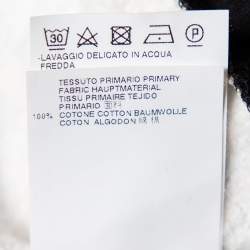 30 P
-LAVAGGIO DELICATO IN ACQUA
FREDDA
TESSUTO PRIMARIO PRIMARY
FABRIC HAUPTMATERIAL
TISSU PRIMAIRE TEJIDO
PRIMARIO
100% COTONE COTTON BAUMWOLLE
COTON ALGODON